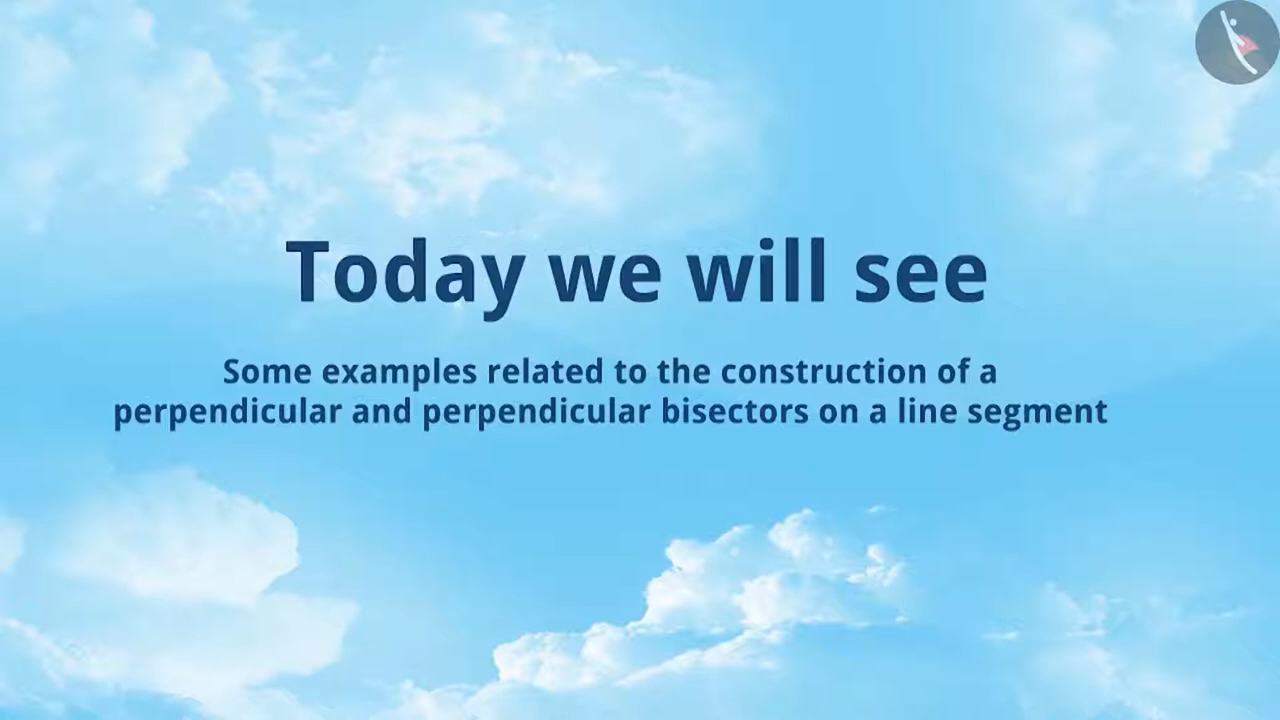 Today we will see
Some examples related to the construction of a
perpendicular and perpendicular bisectors on a line segment